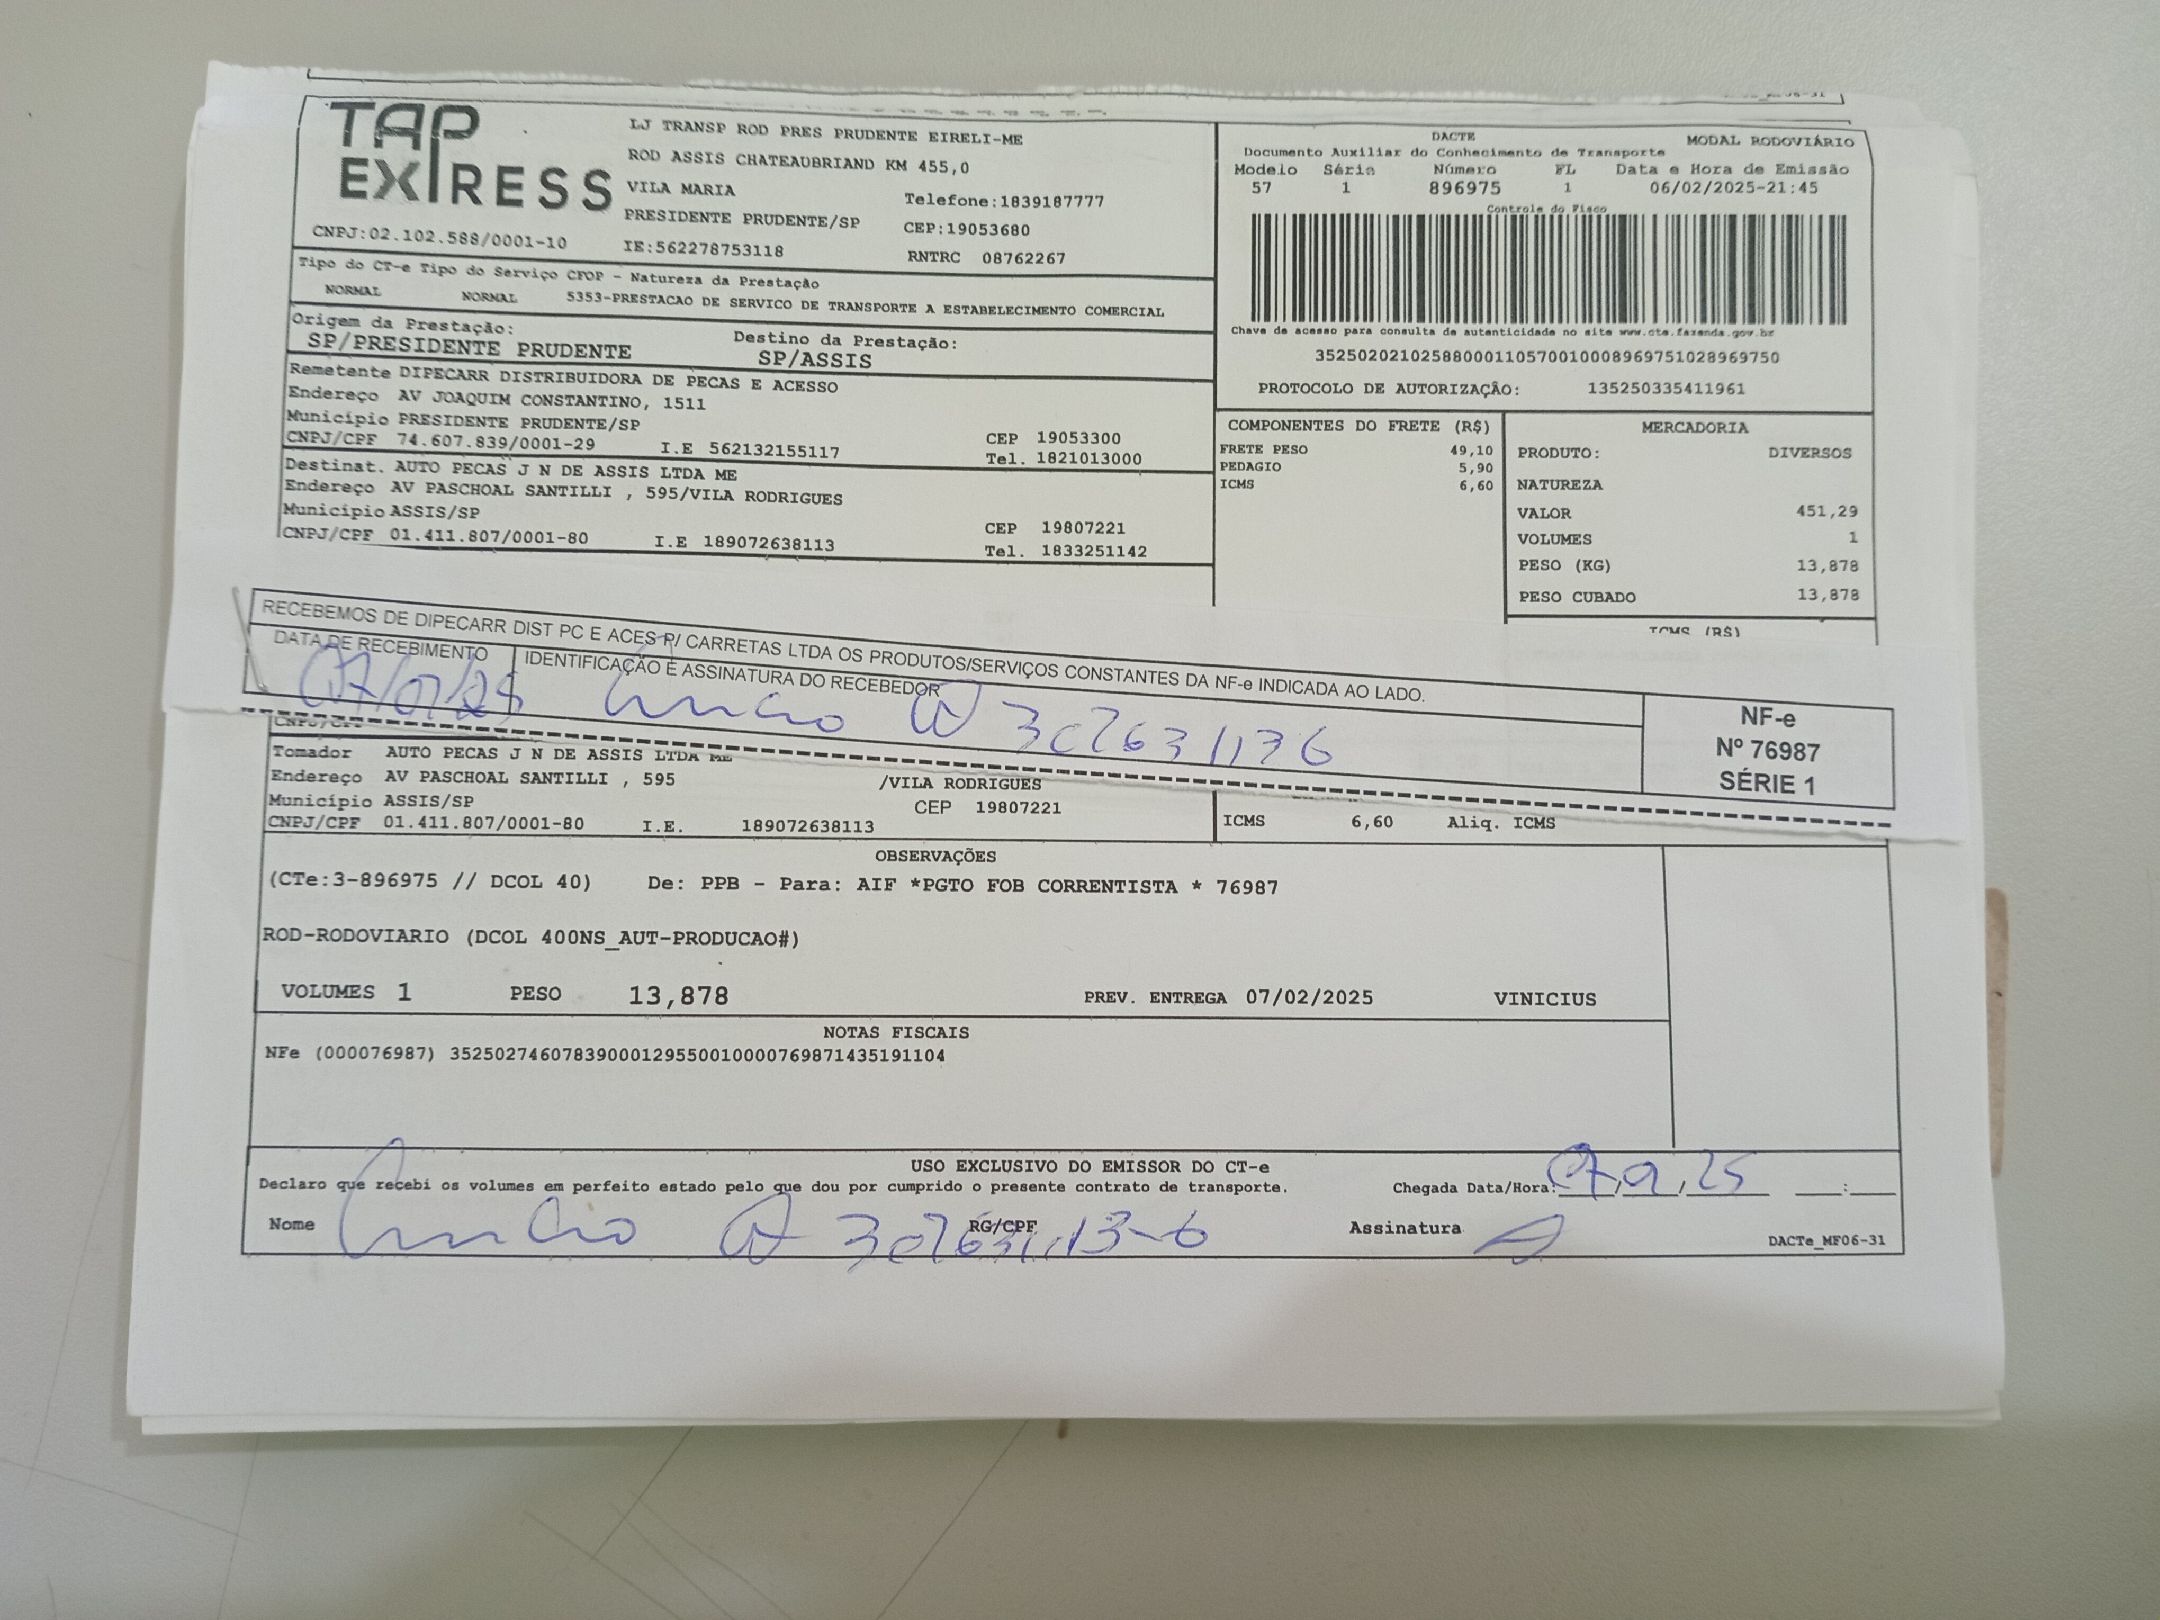 TAP EXPRESS
LJ TRANSP ROD PRES PRUDENTE EIRELI-ME
ROD ASSIS CHATEAUBRIAND KM 455,0
VILA MARIA
Telefone:1839187777
PRESIDENTE PRUDENTE/SP
CEP:19053680
CNPJ:02.102.588/0001-10
IE:562278753118
RNTRC 08762267
DACTE
MODAL RODOVIÁRIO
Documento Auxiliar do Conhecimento de Transporte
Modelo Série Número FL Data e Hora de Emissão
57 1 896975 1 06/02/2025-21:45
Controle do Fisco
Chave de acesso para consulta de autenticidade no site www.cte.fazenda.gov.br
35250202102588000110570010008969751028969750
PROTOCOLO DE AUTORIZAÇÃO: 135250335411961
Tipo do CT-e Tipo do Serviço CFOP - Natureza da Prestação
NORMAL NORMAL 5353-PRESTACAO DE SERVICO DE TRANSPORTE A ESTABELECIMENTO COMERCIAL
Origem da Prestação: Destino da Prestação:
SP/PRESIDENTE PRUDENTE SP/ASSIS
Remetente DIPECARR DISTRIBUIDORA DE PECAS E ACESSO
Endereço AV JOAQUIM CONSTANTINO, 1511
Município PRESIDENTE PRUDENTE/SP
CEP 19053300
CNPJ/CPF 74.607.839/0001-29 I.E 562132155117
Tel. 1821013000
Destinat. AUTO PECAS J N DE ASSIS LTDA ME
Endereço AV PASCHOAL SANTILLI , 595/VILA RODRIGUES
Município ASSIS/SP
CEP 19807221
CNPJ/CPF 01.411.807/0001-80 I.E 189072638113
Tel. 1833251142
COMPONENTES DO FRETE (R$)
FRETE PESO 49,10
PEDAGIO 5,90
ICMS 6,60
MERCADORIA
PRODUTO: DIVERSOS
NATUREZA
VALOR 451,29
VOLUMES 1
PESO (KG) 13,878
PESO CUBADO 13,878
ICMS (R$)
RECEBEMOS DE DIPECARR DIST PC E ACES P/ CARRETAS LTDA OS PRODUTOS/SERVIÇOS CONSTANTES DA NF-e INDICADA AO LADO.
DATA DE RECEBIMENTO
IDENTIFICAÇÃO E ASSINATURA DO RECEBEDOR
NF-e
Nº 76987
SÉRIE 1
CNPJ/CPF
Tomador AUTO PECAS J N DE ASSIS LTDA ME
Endereço AV PASCHOAL SANTILLI , 595 /VILA RODRIGUES
Município ASSIS/SP CEP 19807221
CNPJ/CPF 01.411.807/0001-80 I.E. 189072638113
ICMS 6,60 Aliq. ICMS
OBSERVAÇÕES
(CTe:3-896975 // DCOL 40) De: PPB - Para: AIF *PGTO FOB CORRENTISTA * 76987
ROD-RODOVIARIO (DCOL 400NS_AUT-PRODUCAO#)
VOLUMES 1 PESO 13,878 PREV. ENTREGA 07/02/2025 VINICIUS
NOTAS FISCAIS
NFe (000076987) 35250274607839000129550010000769871435191104
USO EXCLUSIVO DO EMISSOR DO CT-e
Declaro que recebi os volumes em perfeito estado pelo que dou por cumprido o presente contrato de transporte.
Chegada Data/Hora:
Nome RG/CPF Assinatura
DACTe_MF06-31